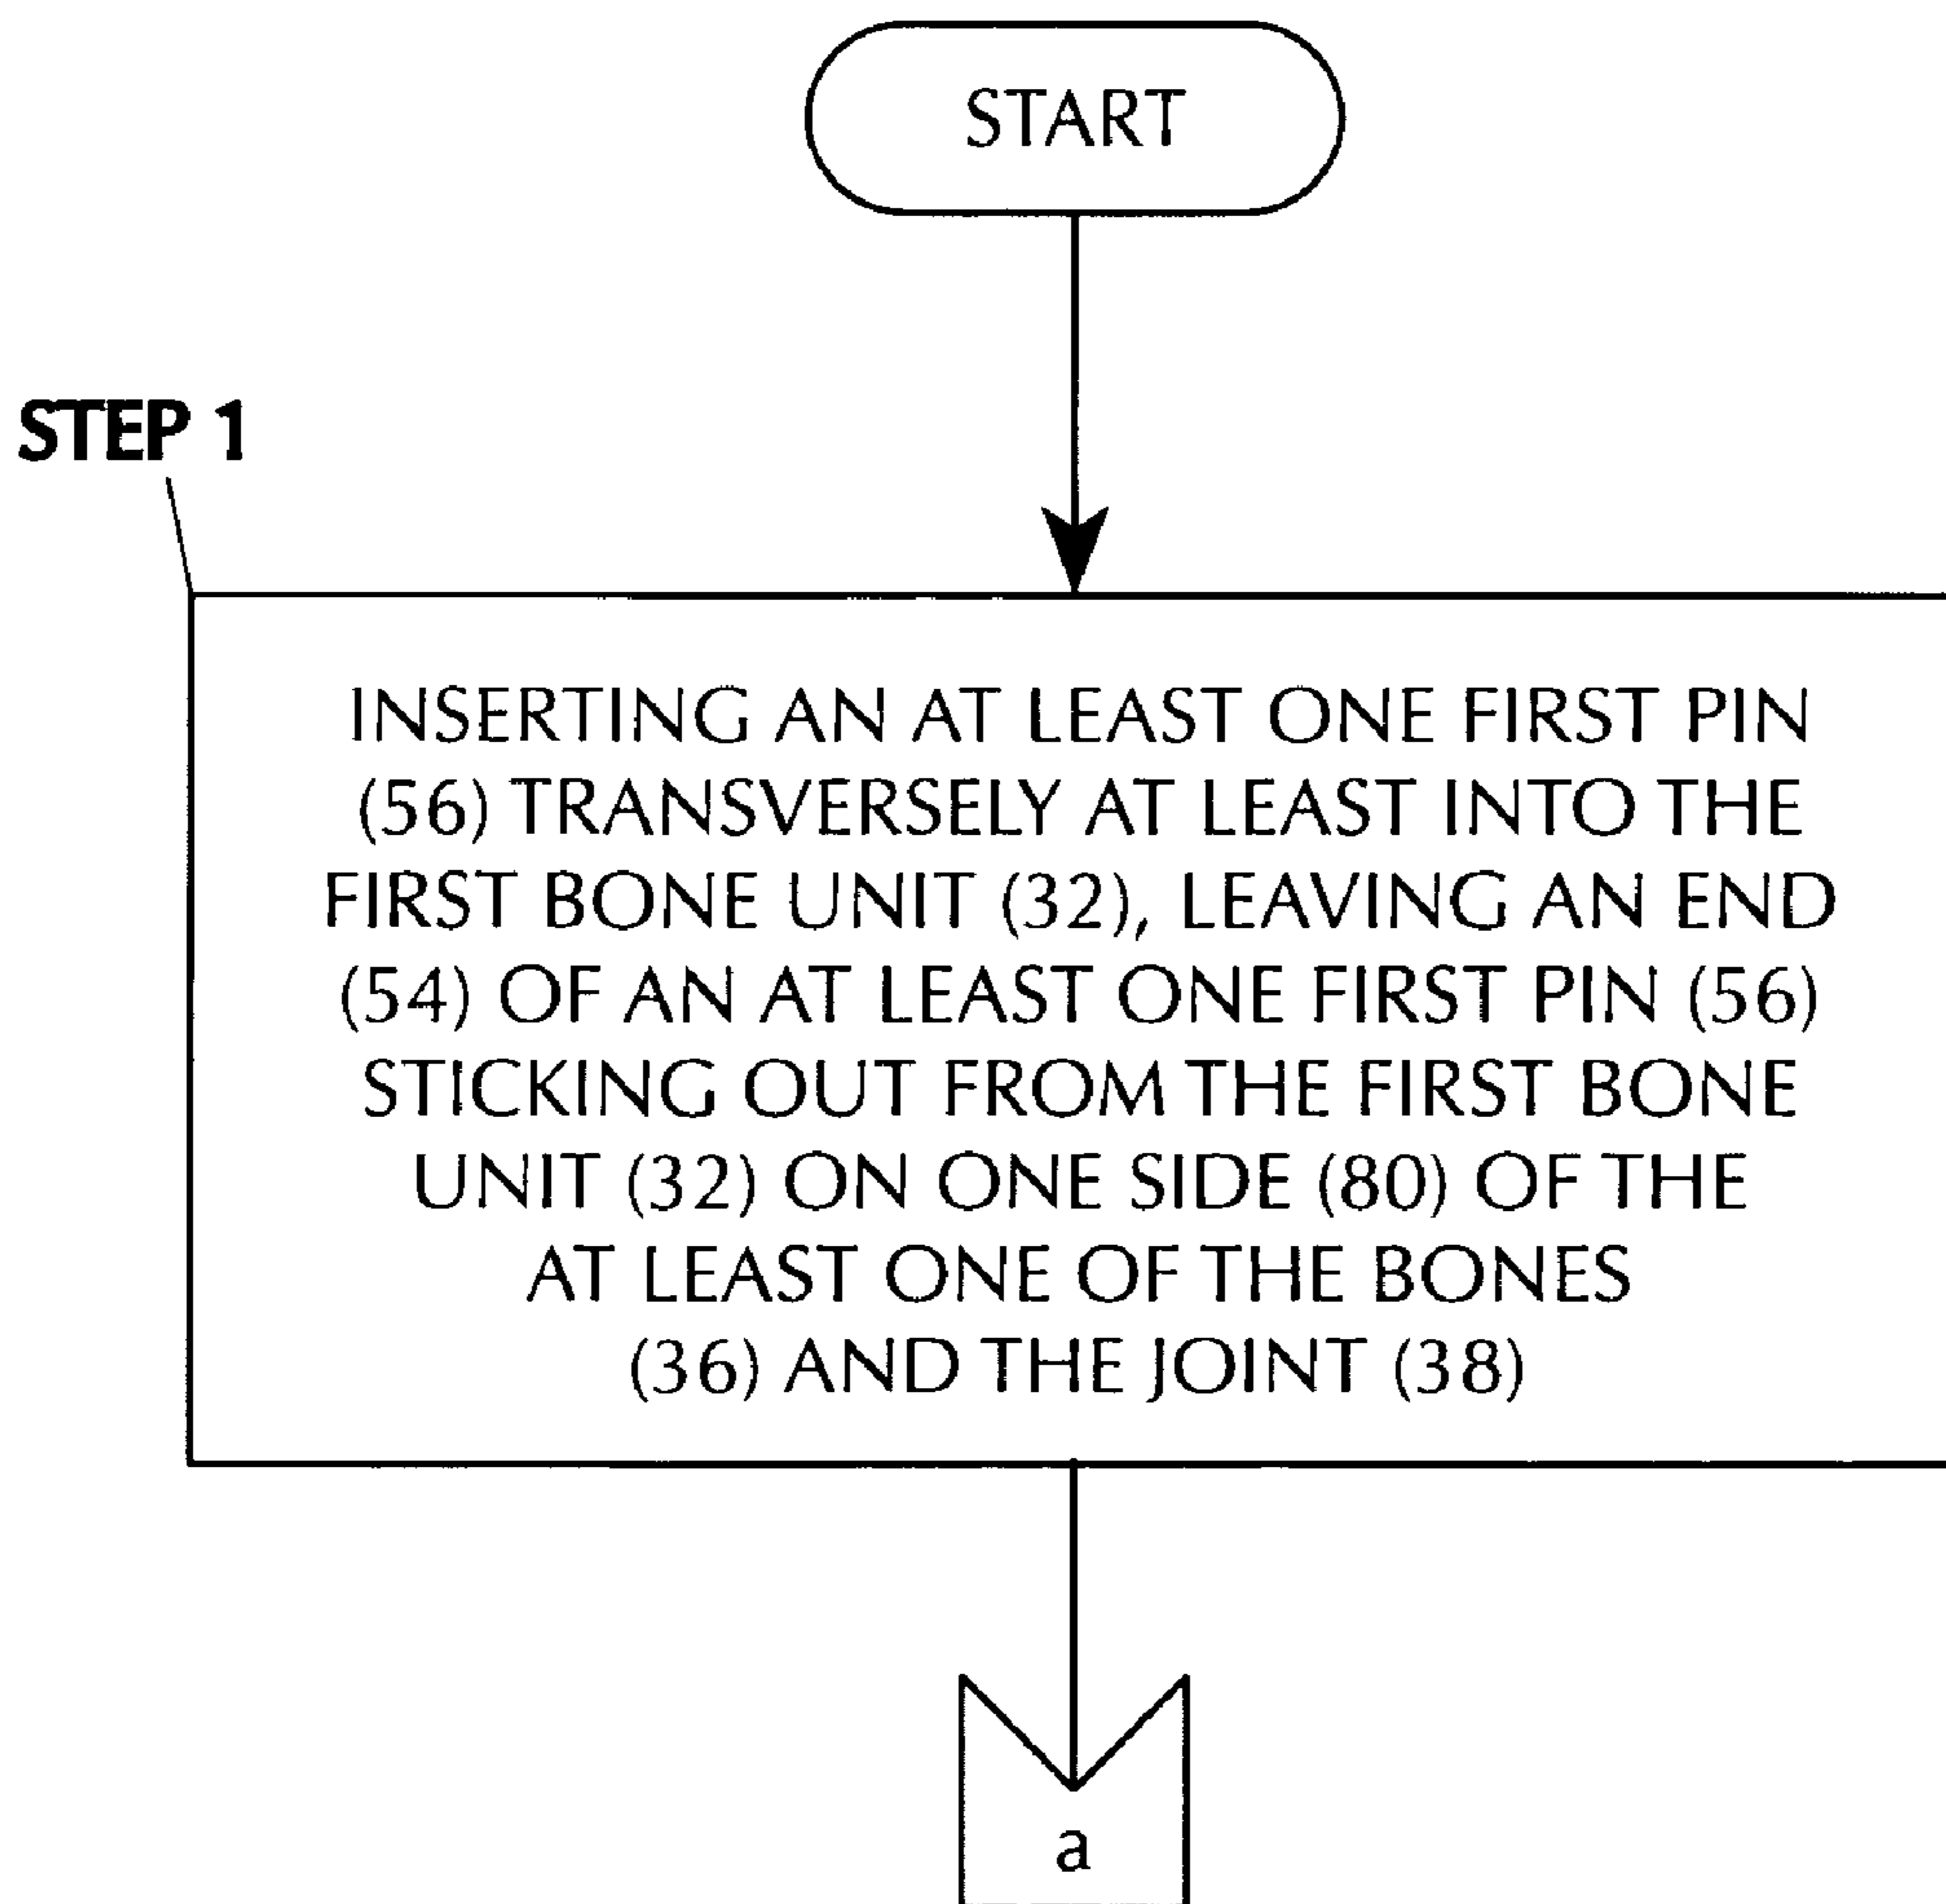 START
STEP 1
INSERTING AN AT LEAST ONE FIRST PIN
(56) TRANSVERSELY AT LEAST INTO THE
FIRST BONE UNIT (32), LEAVING AN END
(54) OF AN AT LEAST ONE FIRST PIN (56)
STICKING OUT FROM THE FIRST BONE
UNIT (32) ON ONE SIDE (80) OF THE
AT LEAST ONE OF THE BONES
(36) AND THE JOINT (38)
a